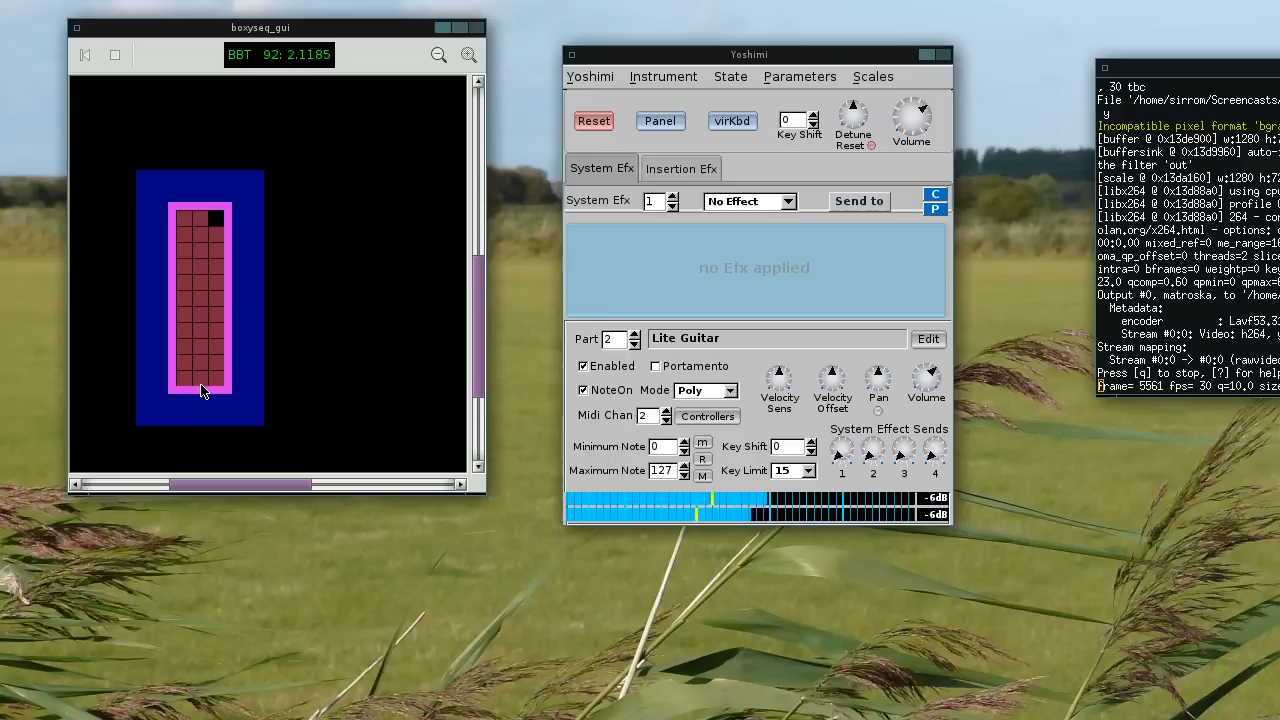 boxyseq_gui
BBT 92: 2.1185
Yoshimi
Yoshimi Instrument State Parameters Scales
Reset Panel virKbd 0 Key Shift Detune Reset Volume
System Efx Insertion Efx
System Efx 1 No Effect Send to C
P
no Efx applied
Part 2 Lite Guitar Edit
Enabled Portamento
NoteOn Mode Poly
Velocity Sens Velocity Offset Pan Volume
Midi Chan 2 Controllers
System Effect Sends
Minimum Note 0 m Key Shift 0
R
Maximum Note 127 M Key Limit 15 1 2 3 4
-6dB
-6dB
, 30 tbc
File '/home/sirrom/Screencasts
y
Incompatible pixel format 'bgra
[buffer @ 0x13de900] w:1280 h:
[buffersink @ 0x13d9960] auto-
the filter 'out'
[scale @ 0x13da160] w:1280 h:7
[libx264 @ 0x13d88a0] using cp
[libx264 @ 0x13d88a0] profile
[libx264 @ 0x13d88a0] 264 - co
olan.org/x264.html - options:
00:0.00 mixed_ref=0 me_range=1
oma_qp_offset=0 threads=2 slic
intra=0 bframes=0 weightp=0 ke
23.0 qcomp=0.60 qpmin=0 qpmax=
Output #0, matroska, to '/home
Metadata:
encoder : Lavf53.3
Stream #0:0: Video: h264, y
Stream mapping:
Stream #0:0 -> #0:0 (rawvide
Press [q] to stop, [?] for help
frame= 5561 fps= 30 q=10.0 siz